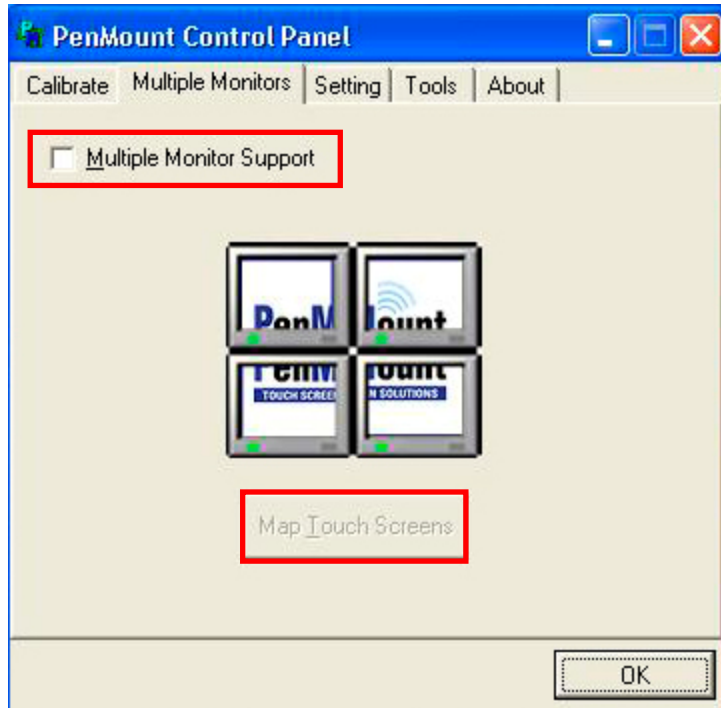 PenMount Control Panel
Calibrate Multiple Monitors Setting Tools About
Multiple Monitor Support
PenMount
PenMount
TOUCH SCREEN SOLUTIONS
Map Touch Screens
OK